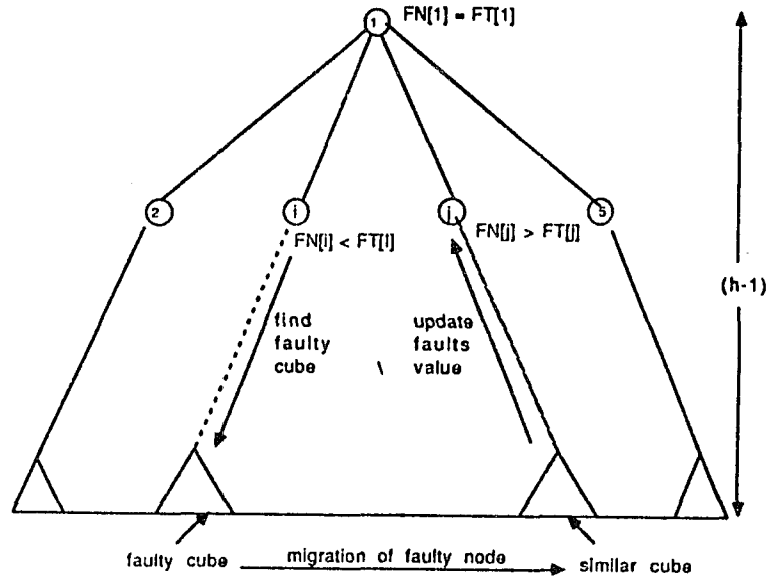 1
FN[1] = FT[1]
2
i
j
5
FN[i] < FT[i]
FN[j] > FT[j]
(h-1)
find
faulty
cube
update
faults
value
faulty cube
migration of faulty node
similar cube